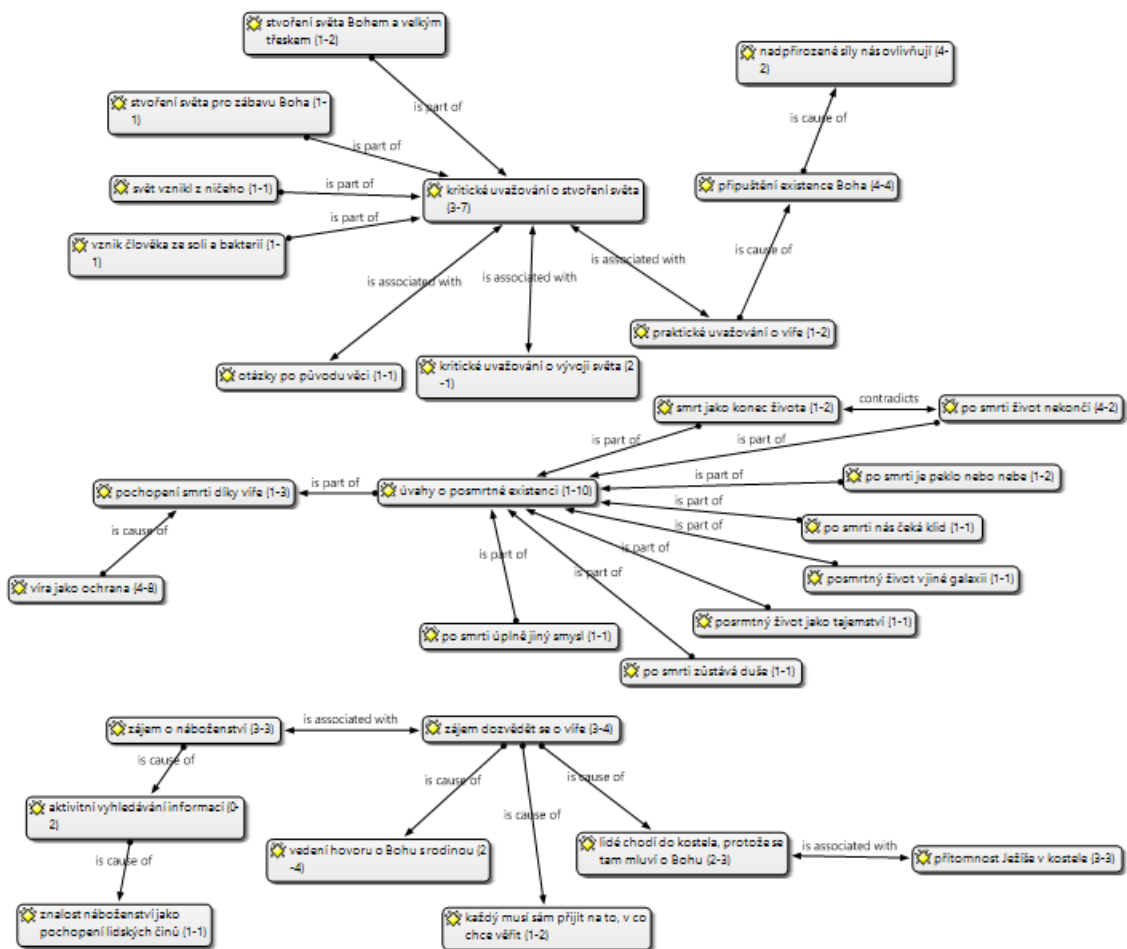 stvoření světa Bohem a velkým
třeskem {1-2}
nadpřirozené síly nás ovlivňují {4-
2}
stvoření světa pro zábavu Boha {1-
1}
is part of
is cause of
is part of
svět vznikl z ničeho {1-1}
is part of
kritické uvažování o stvoření světa
{3-7}
připuštění existence Boha {4-4}
is part of
vznik člověka ze soli a bakterií {1-
1}
is cause of
is associated with
is associated with
praktické uvažování o víře {1-2}
otázky po původu věci {1-1}
kritické uvažování o vývoji světa {2
-1}
smrt jako konec života {1-2}
contradicts
po smrti život nekončí {4-2}
is part of
is part of
pochopení smrti díky víře {1-3}
is part of
úvahy o posmrtné existenci {1-10}
is part of
po smrti je peklo nebo nebe {1-2}
is cause of
is part of
po smrti nás čeká klid {1-1}
is part of
is part of
is part of
is part of
posmrtný život v jiné galaxii {1-1}
víra jako ochrana {4-8}
posrmtný život jako tajemství {1-1}
po smrti úplně jiný smysl {1-1}
po smrti zůstává duše {1-1}
zájem o náboženství {3-3}
is associated with
zájem dozvědět se o víře {3-4}
is cause of
is cause of
is cause of
is cause of
aktivitní vyhledávání informací {0-
2}
vedení hovoru o Bohu s rodinou {2
-4}
lidé chodí do kostela, protože se
tam mluví o Bohu {2-3}
is associated with
přítomnost Ježíše v kostele {3-3}
is cause of
znalost náboženství jako
pochopení lidských činů {1-1}
každý musí sám přijít na to, v co
chce věřit {1-2}